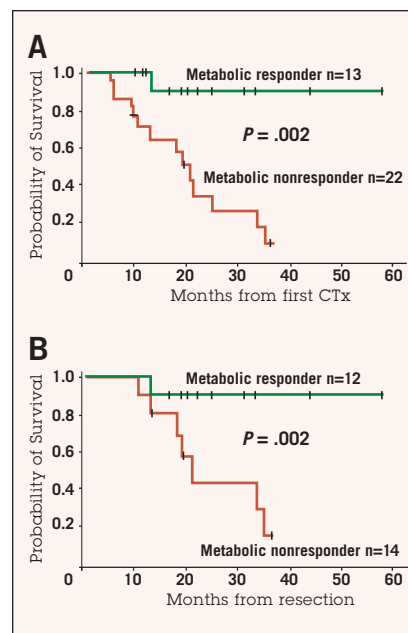 A
Probability of Survival
1.0
0.8
0.6
0.4
0.2
Metabolic responder n=13
P = .002
Metabolic nonresponder n=22
0 10 20 30 40 50 60
Months from first CTx
B
Probability of Survival
1.0
0.8
0.6
0.4
0.2
Metabolic responder n=12
P = .002
Metabolic nonresponder n=14
0 10 20 30 40 50 60
Months from resection